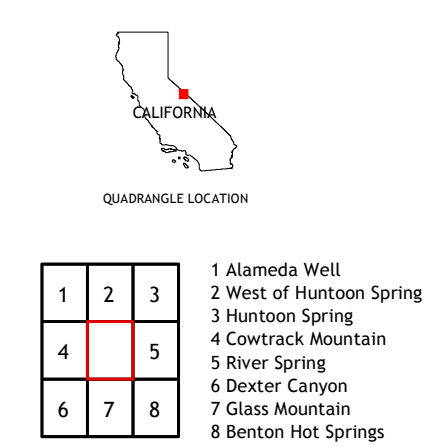 CALIFORNIA
QUADRANGLE LOCATION
1 2 3
4 5
6 7 8
1 Alameda Well
2 West of Huntoon Spring
3 Huntoon Spring
4 Cowtrack Mountain
5 River Spring
6 Dexter Canyon
7 Glass Mountain
8 Benton Hot Springs